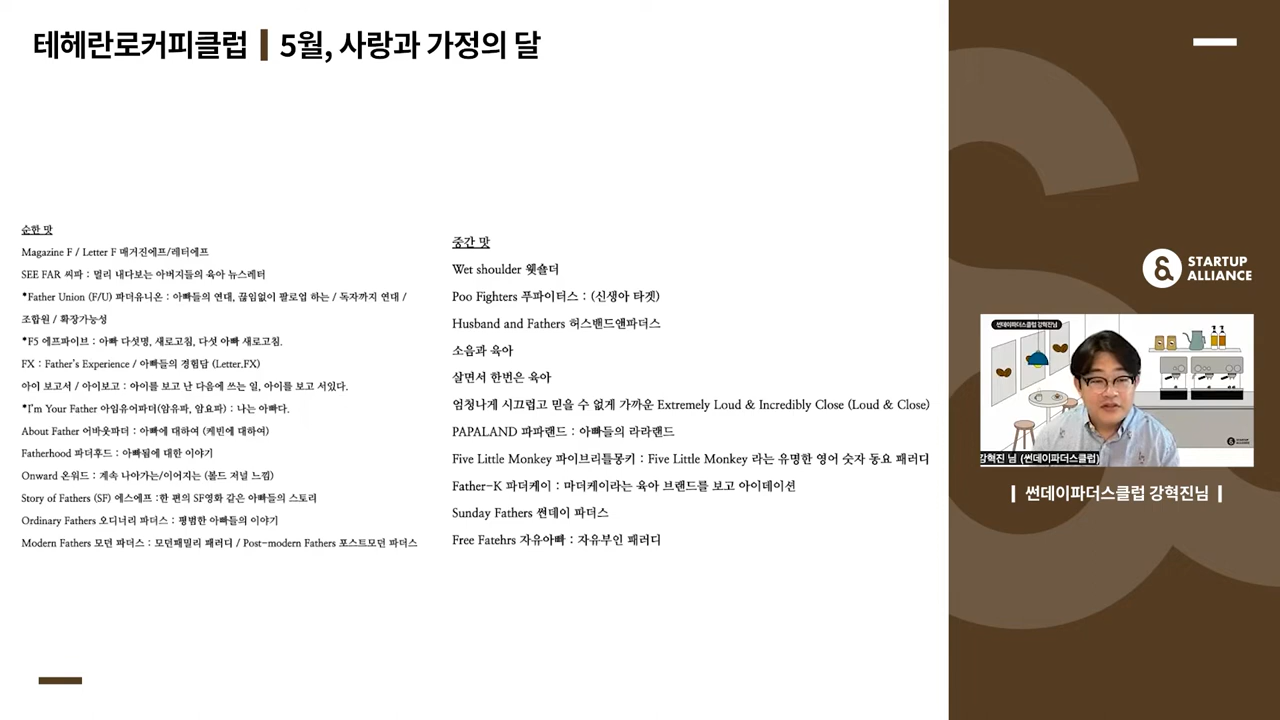 테헤란로커피클럽 | 5월, 사랑과 가정의 달
순한 맛
Magazine F / Letter F 매거진에프/레터에프
SEE FAR 씨파 : 멀리 내다보는 아버지들의 육아 뉴스레터
*Father Union (F/U) 파더유니온 : 아빠들의 연대, 끊임없이 팔로업 하는 / 독자까지 연대 /
조합원 / 확장가능성
*F5 에프파이브 : 아빠 다섯명, 새로고침, 다섯 아빠 새로고침.
FX : Father's Experience / 아빠들의 경험담 (Letter.FX)
아이 보고서 / 아이보고 : 아이를 보고 난 다음에 쓰는 일, 아이를 보고 서있다.
*I'm Your Father 아임유어파더(암유파, 암요파) : 나는 아빠다.
About Father 어바웃파더 : 아빠에 대하여 (케빈에 대하여)
Fatherhood 파더후드 : 아빠됨에 대한 이야기
Onward 온워드 : 계속 나아가는/이어지는 (볼드 저널 느낌)
Story of Fathers (SF) 에스에프 :한 편의 SF영화 같은 아빠들의 스토리
Ordinary Fathers 오디너리 파더스 : 평범한 아빠들의 이야기
Modern Fathers 모던 파더스 : 모던패밀리 패러디 / Post-modern Fathers 포스트모던 파더스
중간 맛
Wet shoulder 웻숄더
Poo Fighters 푸파이터스 : (신생아 타겟)
Husband and Fathers 허스밴드앤파더스
소음과 육아
살면서 한번은 육아
엄청나게 시끄럽고 믿을 수 없게 가까운 Extremely Loud & Incredibly Close (Loud & Close)
PAPALAND 파파랜드 : 아빠들의 라라랜드
Five Little Monkey 파이브리틀몽키 : Five Little Monkey 라는 유명한 영어 숫자 동요 패러디
Father-K 파더케이 : 마더케이라는 육아 브랜드를 보고 아이데이션
Sunday Fathers 썬데이 파더스
Free Fatehrs 자유아빠 : 자유부인 패러디
STARTUP
ALLIANCE
썬데이파더스클럽 강혁진님
STARTUP
ALLIANCE
강혁진 님 (썬데이파더스클럽)
| 썬데이파더스클럽 강혁진님 |